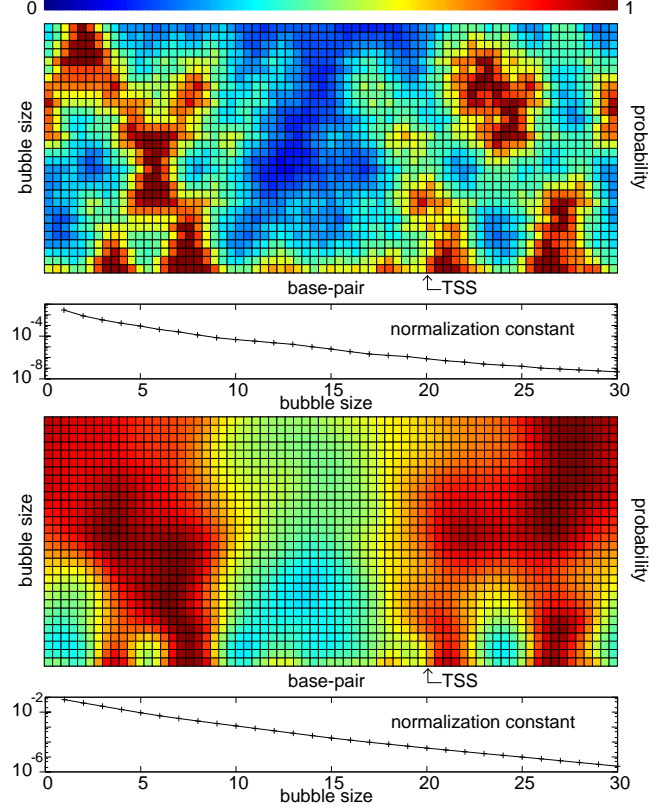 0 1
bubble size
probability
base-pair
TSS
10-4
10-8
normalization constant
0 5 10 15 20 25 30
bubble size
bubble size
probability
base-pair
TSS
10-2
10-6
10
normalization constant
0 5 10 15 20 25 30
bubble size